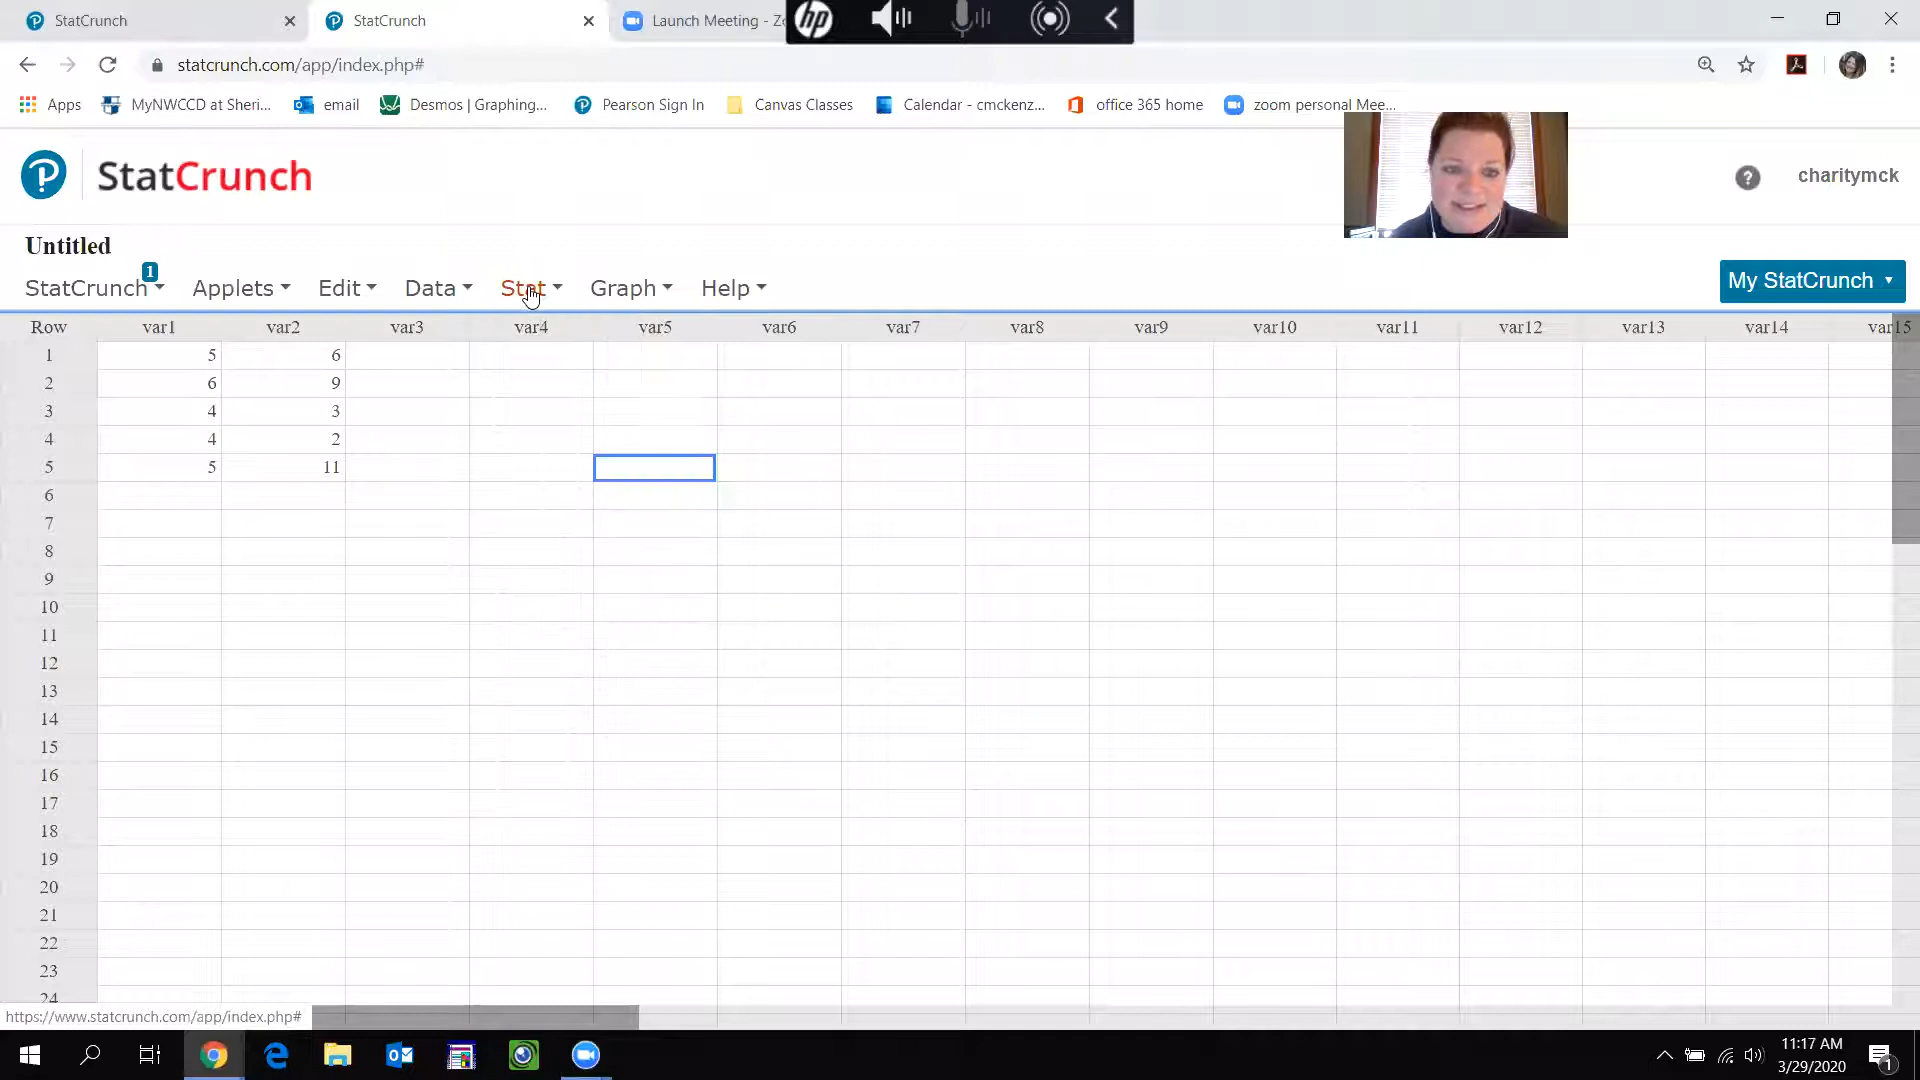 StatCrunch
StatCrunch
Launch Meeting - Zo
hp
statcrunch.com/app/index.php#
Apps
MyNWCCD at Sheri...
email
Desmos | Graphing...
Pearson Sign In
Canvas Classes
Calendar - cmckenz...
office 365 home
zoom personal Mee...
StatCrunch
charitymck
Untitled
StatCrunch 1 Applets Edit Data Stat Graph Help
My StatCrunch
Row var1 var2 var3 var4 var5 var6 var7 var8 var9 var10 var11 var12 var13 var14 var15
1 5 6
2 6 9
3 4 3
4 4 2
5 5 11
6
7
8
9
10
11
12
13
14
15
16
17
18
19
20
21
22
23
24
https://www.statcrunch.com/app/index.php#
11:17 AM
3/29/2020
1